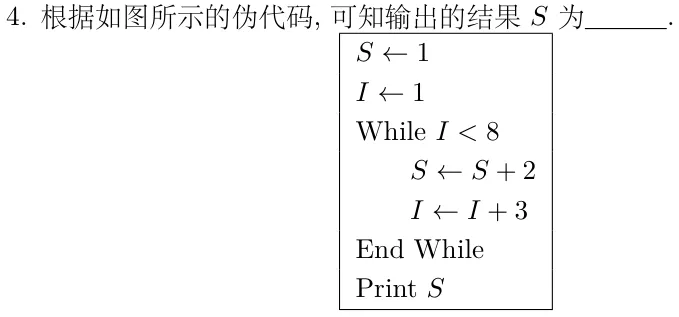 4. 根据如图所示的伪代码, 可知输出的结果 S 为______.
S ← 1
I ← 1
While I < 8
S ← S + 2
I ← I + 3
End While
Print S